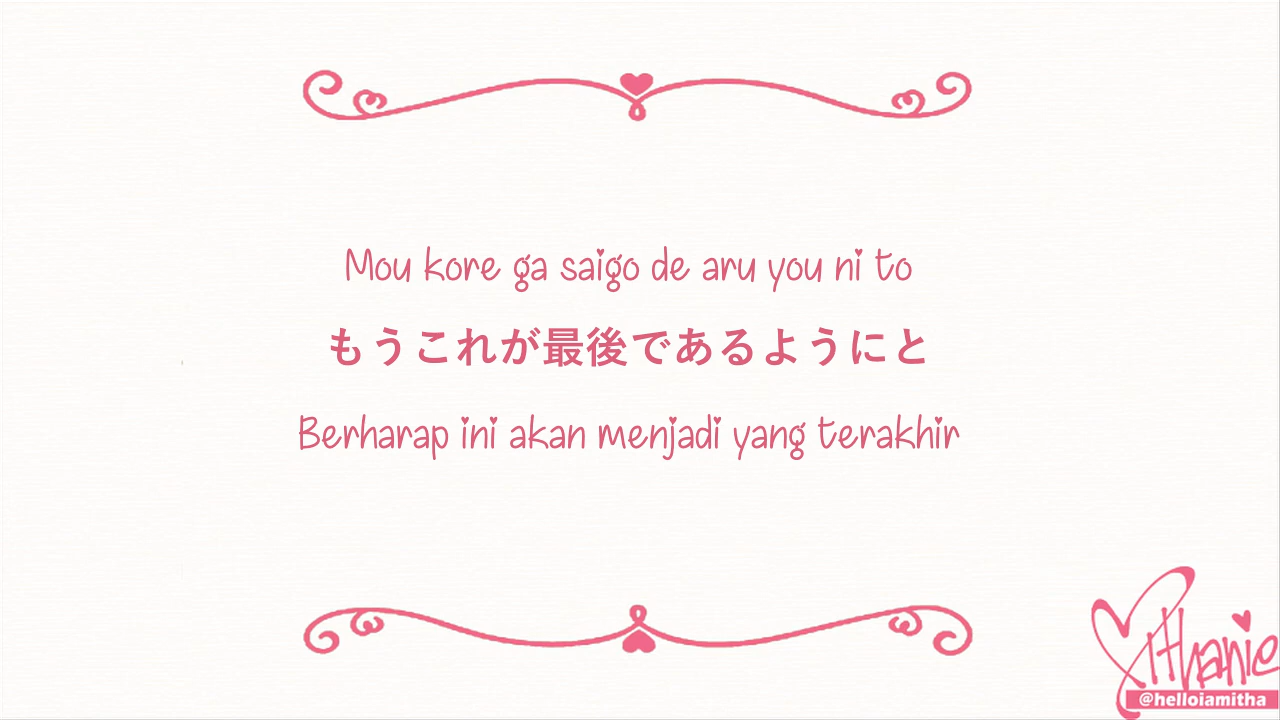 Mou kore ga saigo de aru you ni to
もうこれが最後であるようにと
Berharap ini akan menjadi yang terakhir
Mithanie
@helloiamitha